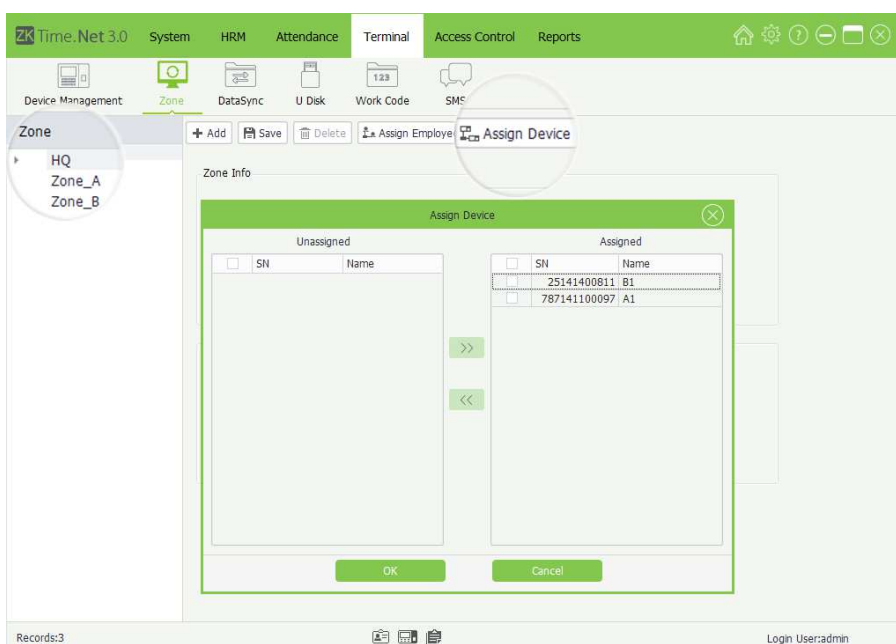 ZKTime.Net 3.0 System HRM Attendance Terminal Access Control Reports
123
Device Management Zone DataSync U Disk Work Code SMS
Zone
HQ
Zone_A
Zone_B
Add Save Delete Assign Employe Assign Device
Zone Info
Assign Device
Unassigned Assigned
SN Name SN Name
25141400811 B1
787141100097 A1
>>
<<
OK Cancel
Records:3 Login User:admin